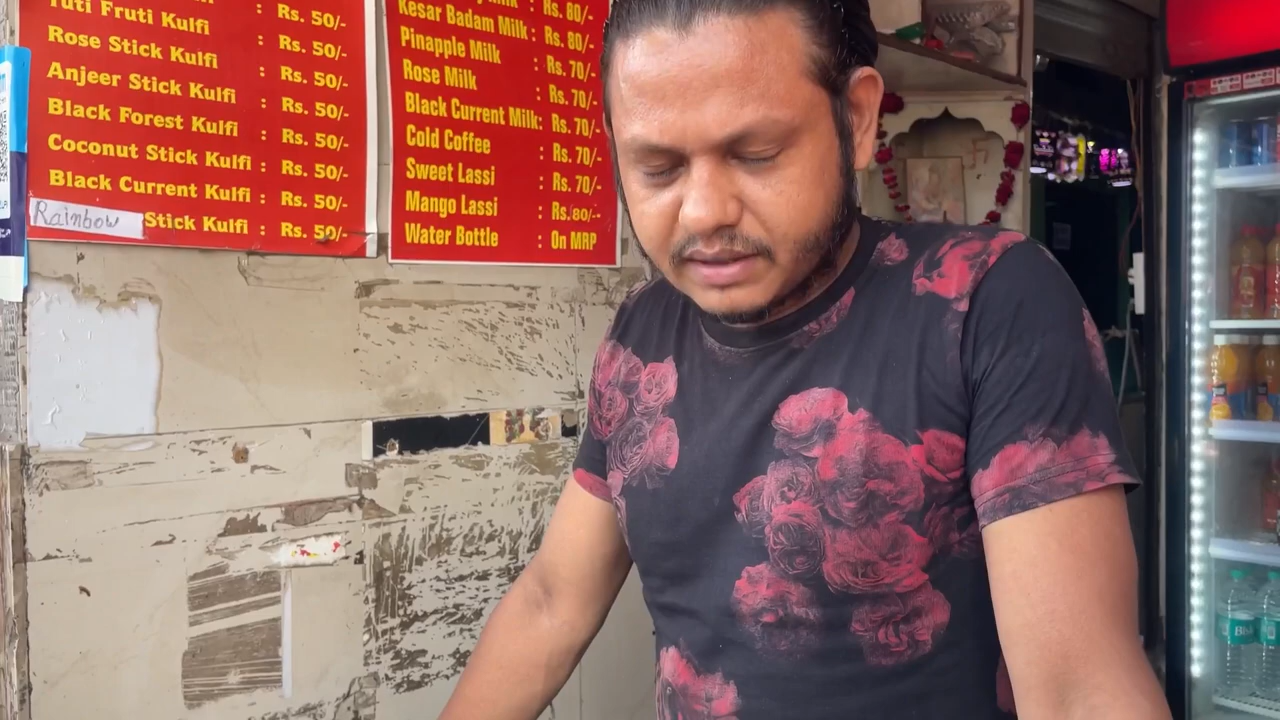 Tuti Fruti Kulfi : Rs. 50/-
Rose Stick Kulfi : Rs. 50/-
Anjeer Stick Kulfi : Rs. 50/-
Black Forest Kulfi : Rs. 50/-
Coconut Stick Kulfi : Rs. 50/-
Black Current Kulfi : Rs. 50/-
Rainbow Stick Kulfi : Rs. 50/-
Milk : Rs. 80/-
Kesar Badam Milk : Rs. 80/-
Pinapple Milk : Rs. 70/-
Rose Milk : Rs. 70/-
Black Current Milk: Rs. 70/-
Cold Coffee : Rs. 70/-
Sweet Lassi : Rs. 70/-
Mango Lassi : Rs. 80/-
Water Bottle : On MRP